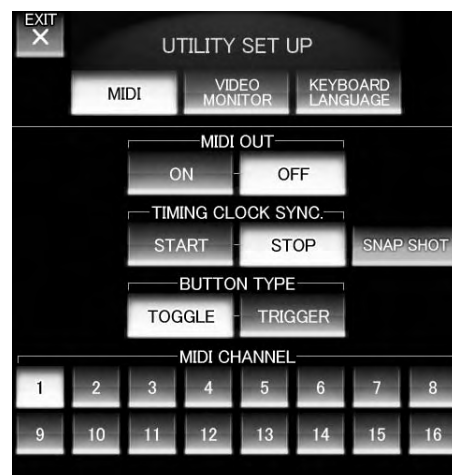 EXIT
×
UTILITY SET UP
MIDI
VIDEO MONITOR
KEYBOARD LANGUAGE
MIDI OUT
ON OFF
TIMING CLOCK SYNC.
START STOP SNAP SHOT
BUTTON TYPE
TOGGLE TRIGGER
MIDI CHANNEL
1 2 3 4 5 6 7 8
9 10 11 12 13 14 15 16